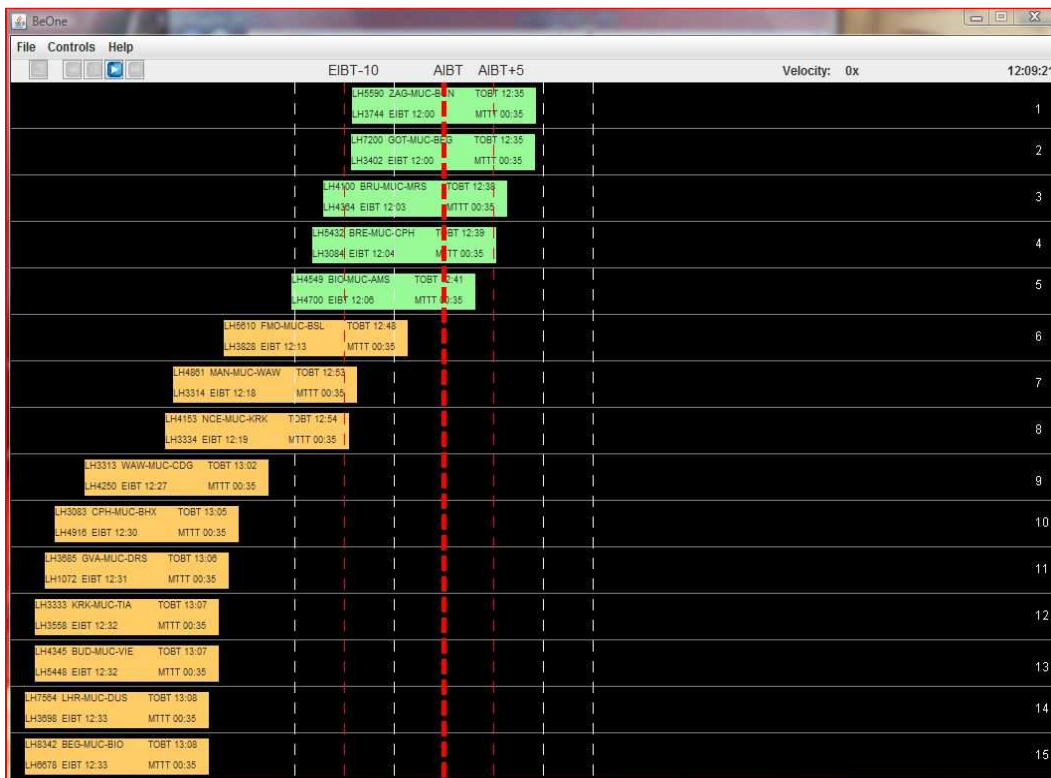 BeOne
File Controls Help
EIBT-10 AIBT AIBT+5 Velocity: 0x 12:09:21
LH5590 ZAG-MUC-BCN TOBT 12:35
LH3744 EIBT 12:00 MTTT 00:35
1
LH7200 GOT-MUC-BEG TOBT 12:35
LH3402 EIBT 12:00 MTTT 00:35
2
LH4100 BRU-MUC-MRS TOBT 12:38
LH4364 EIBT 12:03 MTTT 00:35
3
LH5432 BRE-MUC-CPH TOBT 12:39
LH3084 EIBT 12:04 MTTT 00:35
4
LH4549 BIO-MUC-AMS TOBT 12:41
LH4700 EIBT 12:06 MTTT 00:35
5
LH5610 FMO-MUC-BSL TOBT 12:48
LH3828 EIBT 12:13 MTTT 00:35
6
LH4861 MAN-MUC-WAW TOBT 12:53
LH3314 EIBT 12:18 MTTT 00:35
7
LH4153 NCE-MUC-KRK TOBT 12:54
LH3334 EIBT 12:19 MTTT 00:35
8
LH3313 WAW-MUC-CDG TOBT 13:02
LH4250 EIBT 12:27 MTTT 00:35
9
LH3083 CPH-MUC-BHX TOBT 13:05
LH4916 EIBT 12:30 MTTT 00:35
10
LH3685 GVA-MUC-DRS TOBT 13:06
LH1072 EIBT 12:31 MTTT 00:35
11
LH3333 KRK-MUC-TIA TOBT 13:07
LH3558 EIBT 12:32 MTTT 00:35
12
LH4345 BUD-MUC-VIE TOBT 13:07
LH5448 EIBT 12:32 MTTT 00:35
13
LH7564 LHR-MUC-DUS TOBT 13:08
LH3698 EIBT 12:33 MTTT 00:35
14
LH8342 BEG-MUC-BIO TOBT 13:08
LH6678 EIBT 12:33 MTTT 00:35
15